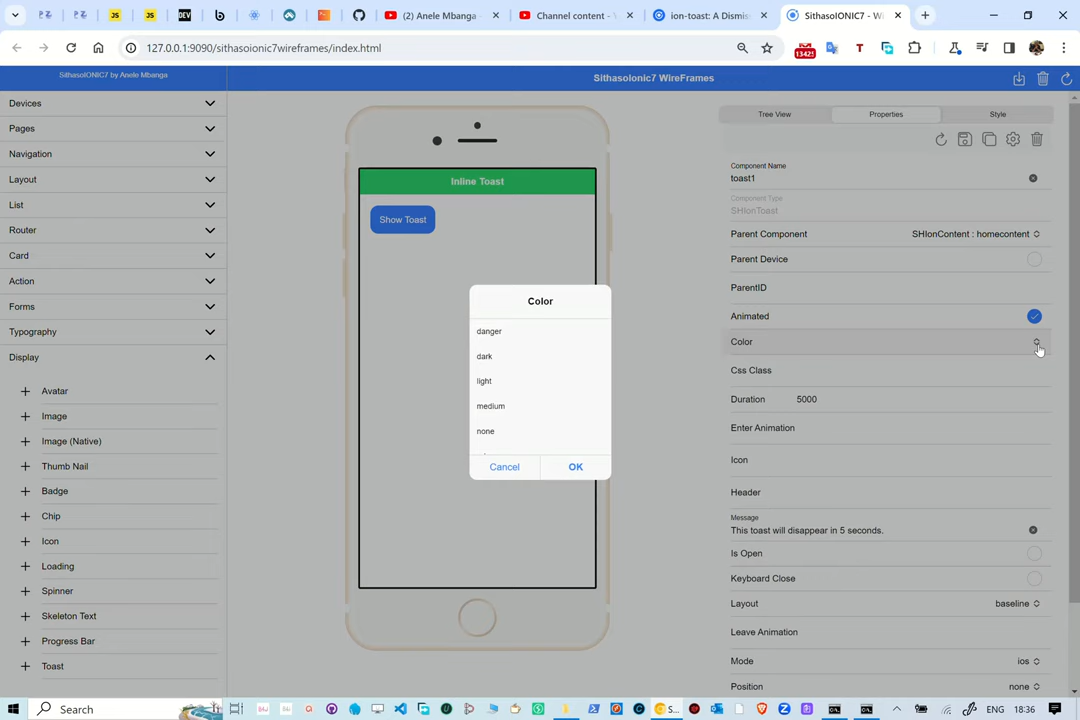 (2) Anele Mbanga -
Channel content - Y
ion-toast: A Dismis
SithasoIONIC7 - Wi
127.0.0.1:9090/sithasoionic7wireframes/index.html
13425
SithasoIONIC7 by Anele Mbanga
SithasoIonic7 WireFrames
Devices
Pages
Navigation
Layout
List
Router
Card
Action
Forms
Typography
Display
Avatar
Image
Image (Native)
Thumb Nail
Badge
Chip
Icon
Loading
Spinner
Skeleton Text
Progress Bar
Toast
Inline Toast
Show Toast
Color
danger
dark
light
medium
none
Cancel
OK
Tree View
Properties
Style
Component Name
toast1
Component Type
SHIonToast
Parent Component
SHIonContent : homecontent
Parent Device
ParentID
Animated
Color
Css Class
Duration 5000
Enter Animation
Icon
Header
Message
This toast will disappear in 5 seconds.
Is Open
Keyboard Close
Layout
baseline
Leave Animation
Mode
ios
Position
none
Search
S...
ENG
18:36